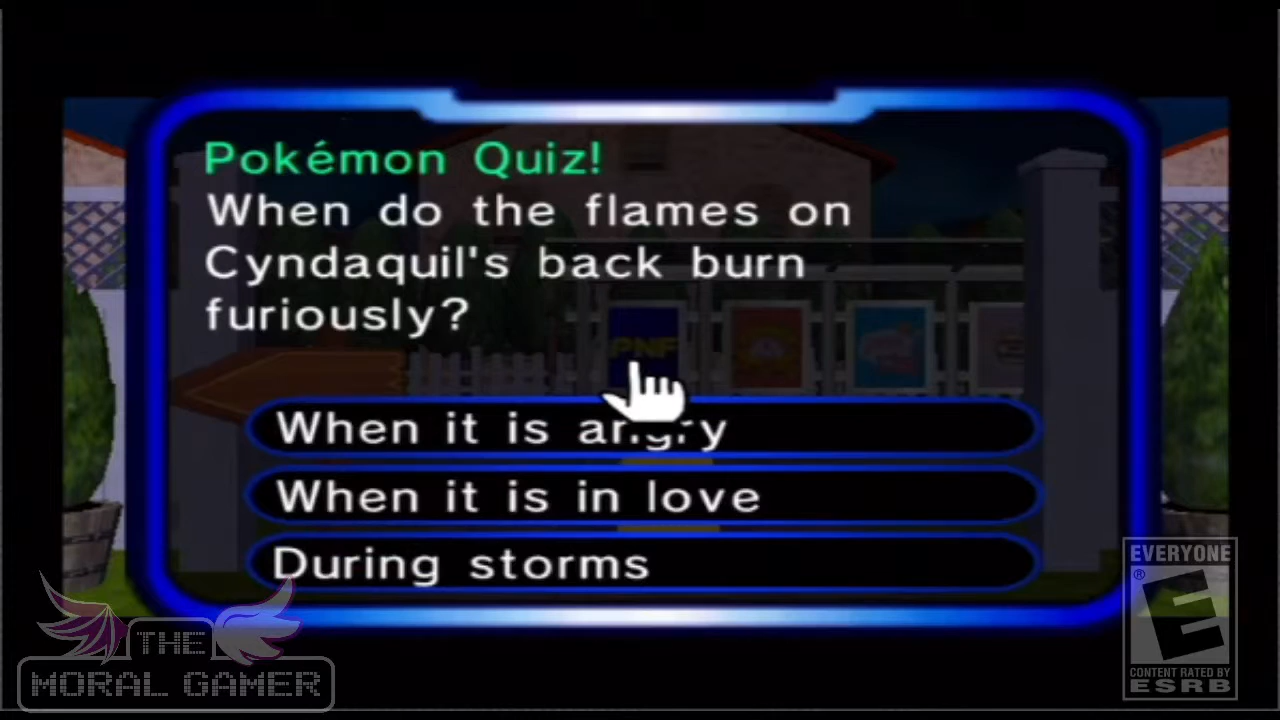 Pokémon Quiz!
When do the flames on
Cyndaquil's back burn
furiously?
PNF
When it is angry
When it is in love
During storms
THE
MORAL GAMER
EVERYONE
®
E
CONTENT RATED BY
ESRB